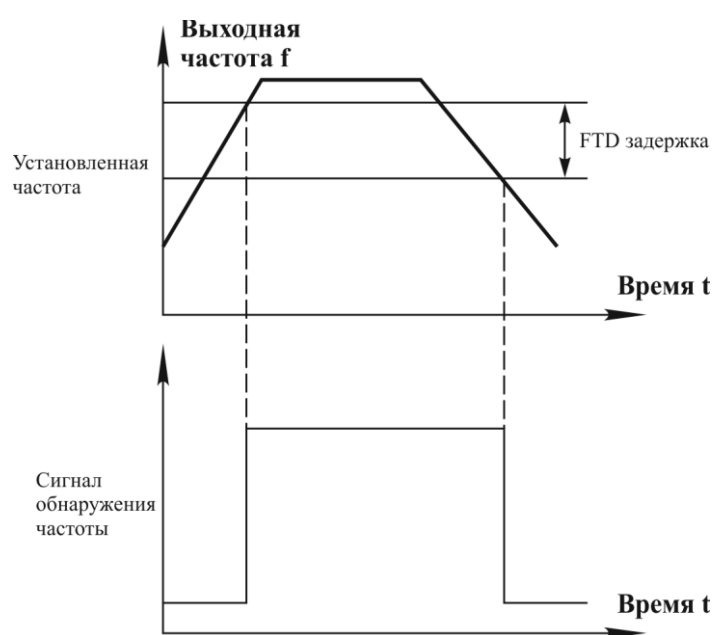 Выходная
частота f
Установленная
частота
FTD задержка
Время t
Сигнал
обнаружения
частоты
Время t